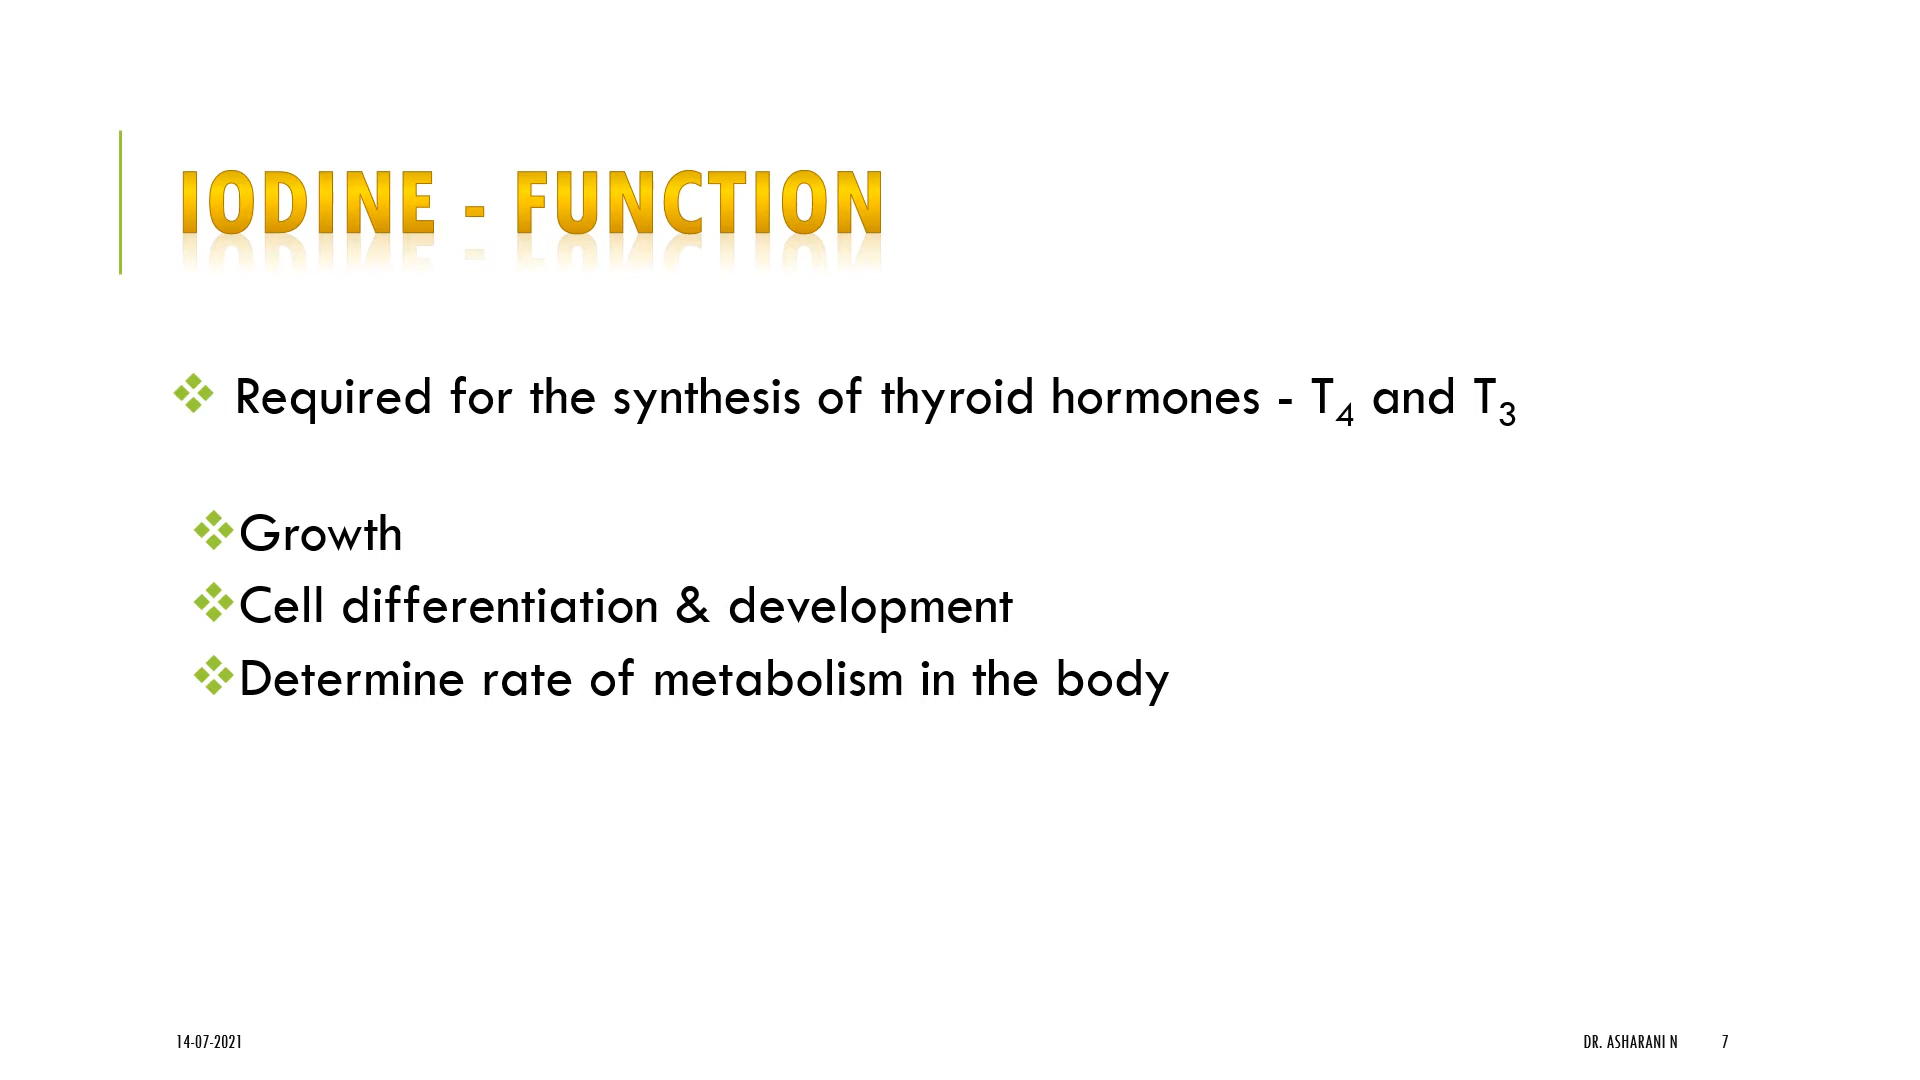 IODINE - FUNCTION
❖ Required for the synthesis of thyroid hormones - T₄ and T₃
❖Growth
❖Cell differentiation & development
❖Determine rate of metabolism in the body
14-07-2021
DR. ASHARANI N
7